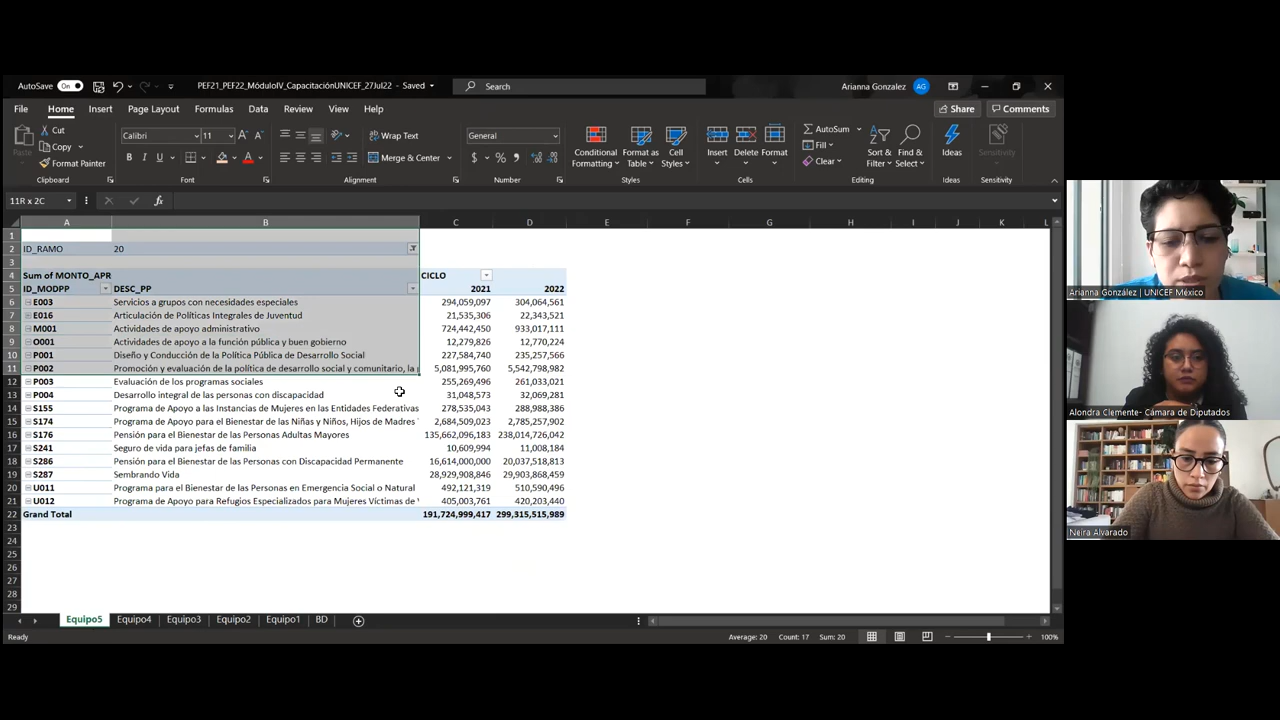 AutoSave On PEF21_PEF22_MóduloIV_CapacitaciónUNICEF_27Jul22 - Saved Search Arianna Gonzalez AG
File Home Insert Page Layout Formulas Data Review View Help Share Comments
Paste Cut Copy Format Painter Calibri 11 Wrap Text Merge & Center General Conditional Formatting Format as Table Cell Styles Insert Delete Format AutoSum Fill Clear Sort & Filter Find & Select Ideas Sensitivity
Clipboard Font Alignment Number Styles Cells Editing Ideas Sensitivity
11R x 2C fx
A B C D E F G H I J K L
1
2 ID_RAMO 20
3
4 Sum of MONTO_APR CICLO
5 ID_MODPP DESC_PP 2021 2022
6 E003 Servicios a grupos con necesidades especiales 294,059,097 304,064,561
7 E016 Articulación de Políticas Integrales de Juventud 21,535,306 22,343,521
8 M001 Actividades de apoyo administrativo 724,442,450 933,017,111
9 O001 Actividades de apoyo a la función pública y buen gobierno 12,279,826 12,770,224
10 P001 Diseño y Conducción de la Política Pública de Desarrollo Social 227,584,740 235,257,566
11 P002 Promoción y evaluación de la política de desarrollo social y comunitario, la 5,081,995,760 5,542,798,982
12 P003 Evaluación de los programas sociales 255,269,496 261,033,021
13 P004 Desarrollo integral de las personas con discapacidad 31,048,573 32,069,281
14 S155 Programa de Apoyo a las Instancias de Mujeres en las Entidades Federativas 278,535,043 288,988,386
15 S174 Programa de Apoyo para el Bienestar de las Niñas y Niños, Hijos de Madres 2,684,509,023 2,785,257,902
16 S176 Pensión para el Bienestar de las Personas Adultas Mayores 135,662,096,183 238,014,726,042
17 S241 Seguro de vida para jefas de familia 10,609,994 11,008,184
18 S286 Pensión para el Bienestar de las Personas con Discapacidad Permanente 16,614,000,000 20,037,518,813
19 S287 Sembrando Vida 28,929,908,846 29,903,868,459
20 U011 Programa para el Bienestar de las Personas en Emergencia Social o Natural 492,121,319 510,590,496
21 U012 Programa de Apoyo para Refugios Especializados para Mujeres Víctimas de 405,003,761 420,203,440
22 Grand Total 191,724,999,417 299,315,515,989
23
24
25
26
27
28
29
Equipo5 Equipo4 Equipo3 Equipo2 Equipo1 BD
Ready Average: 20 Count: 17 Sum: 20 100%
Arianna González | UNICEF México
Alondra Clemente- Cámara de Diputados
Neira Alvarado